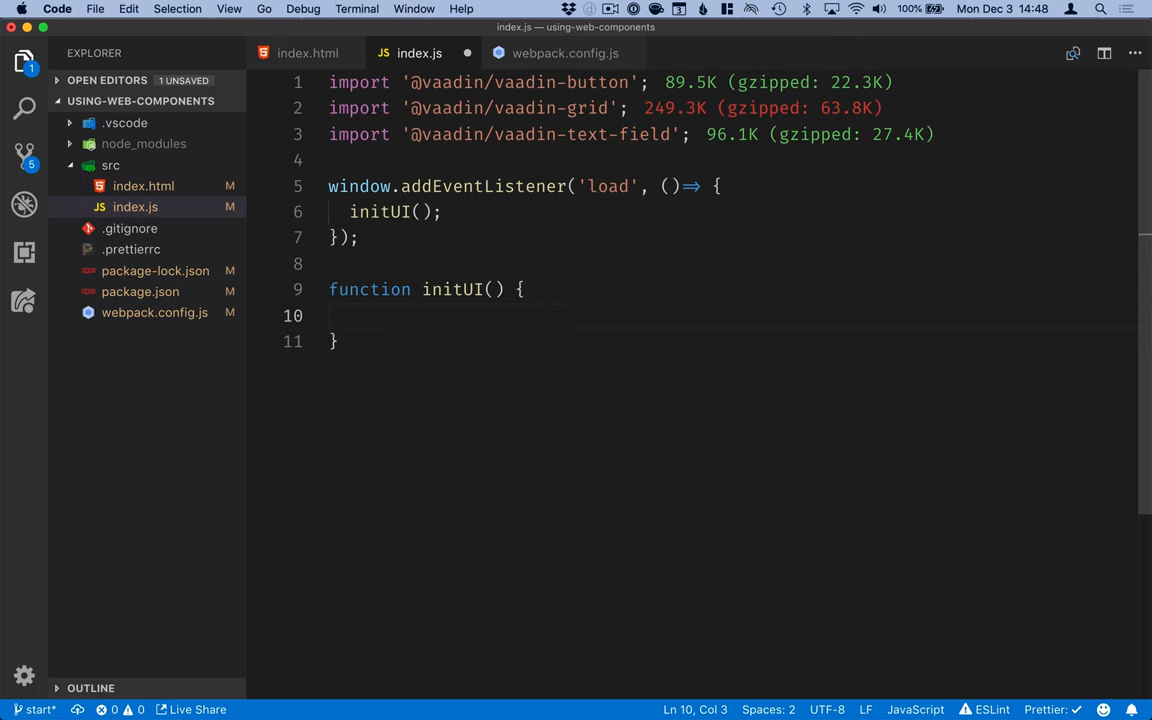 Code File Edit Selection View Go Debug Terminal Window Help 3 100% Mon Dec 3 14:48
index.js — using-web-components
EXPLORER
index.html
JS index.js
webpack.config.js
1
OPEN EDITORS 1 UNSAVED
USING-WEB-COMPONENTS
.vscode
node_modules
src
index.html M
JS index.js M
.gitignore
.prettierrc
package-lock.json M
package.json M
webpack.config.js M
5
1 import '@vaadin/vaadin-button'; 89.5K (gzipped: 22.3K)
2 import '@vaadin/vaadin-grid'; 249.3K (gzipped: 63.8K)
3 import '@vaadin/vaadin-text-field'; 96.1K (gzipped: 27.4K)
4
5 window.addEventListener('load', ()=> {
6 initUI();
7 });
8
9 function initUI() {
10
11 }
OUTLINE
start* 0 0 Live Share Ln 10, Col 3 Spaces: 2 UTF-8 LF JavaScript ESLint Prettier: ✓